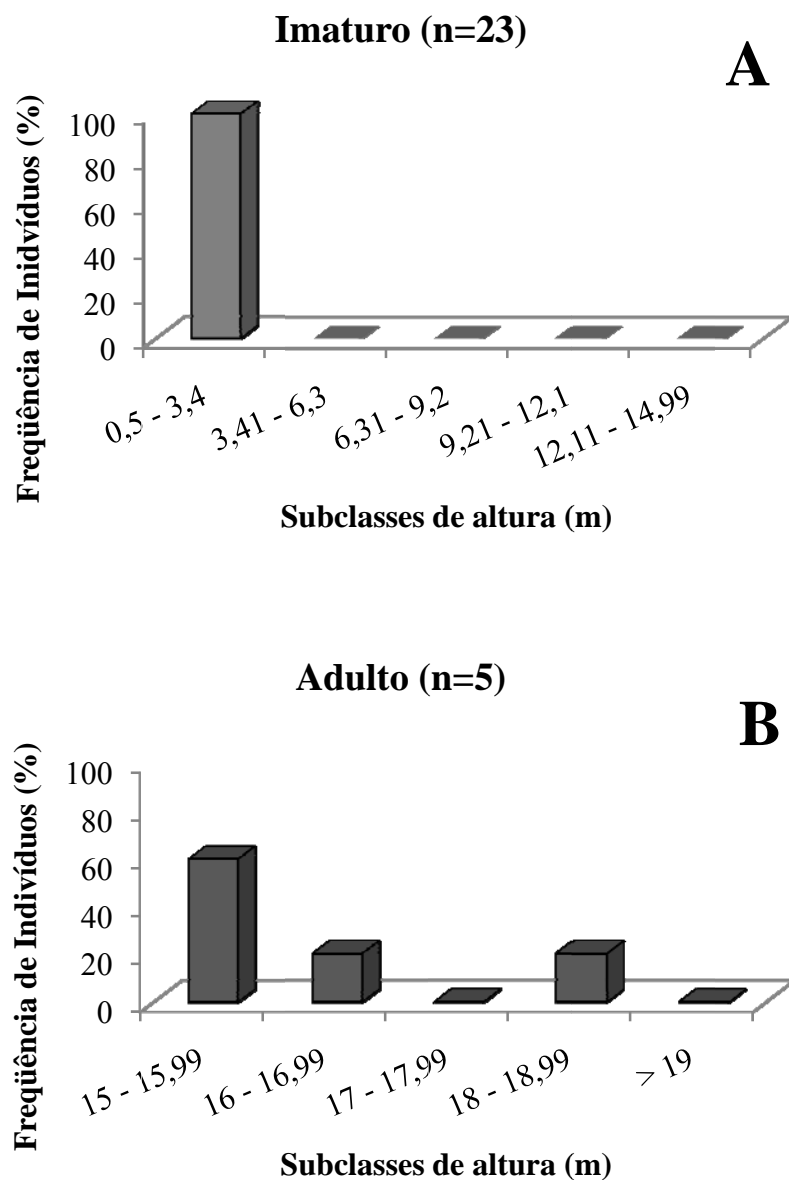 Imaturo (n=23)
A
Freqüência de Inidvíduos (%)
100
80
60
40
20
0
0,5 - 3,4
3,41 - 6,3
6,31 - 9,2
9,21 - 12,1
12,11 - 14,99
Subclasses de altura (m)
Adulto (n=5)
B
Freqüência de Indivíduos (%)
100
80
60
40
20
0
15 - 15,99
16 - 16,99
17 - 17,99
18 - 18,99
> 19
Subclasses de altura (m)